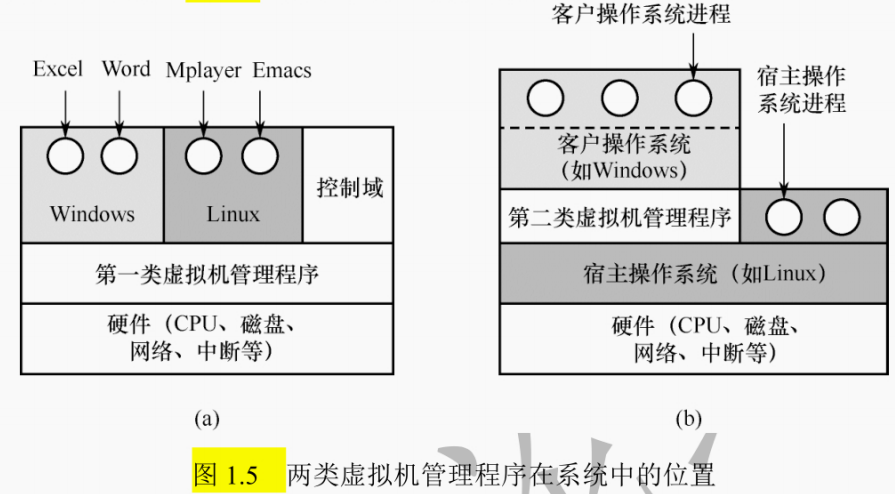 Excel Word Mplayer Emacs
控制域
Windows Linux
第一类虚拟机管理程序
硬件（CPU、磁盘、
网络、中断等）
(a)
客户操作系统进程
宿主操作
系统进程
客户操作系统
（如Windows）
第二类虚拟机管理程序
宿主操作系统（如Linux）
硬件（CPU、磁盘、
网络、中断等）
(b)
图 1.5 两类虚拟机管理程序在系统中的位置